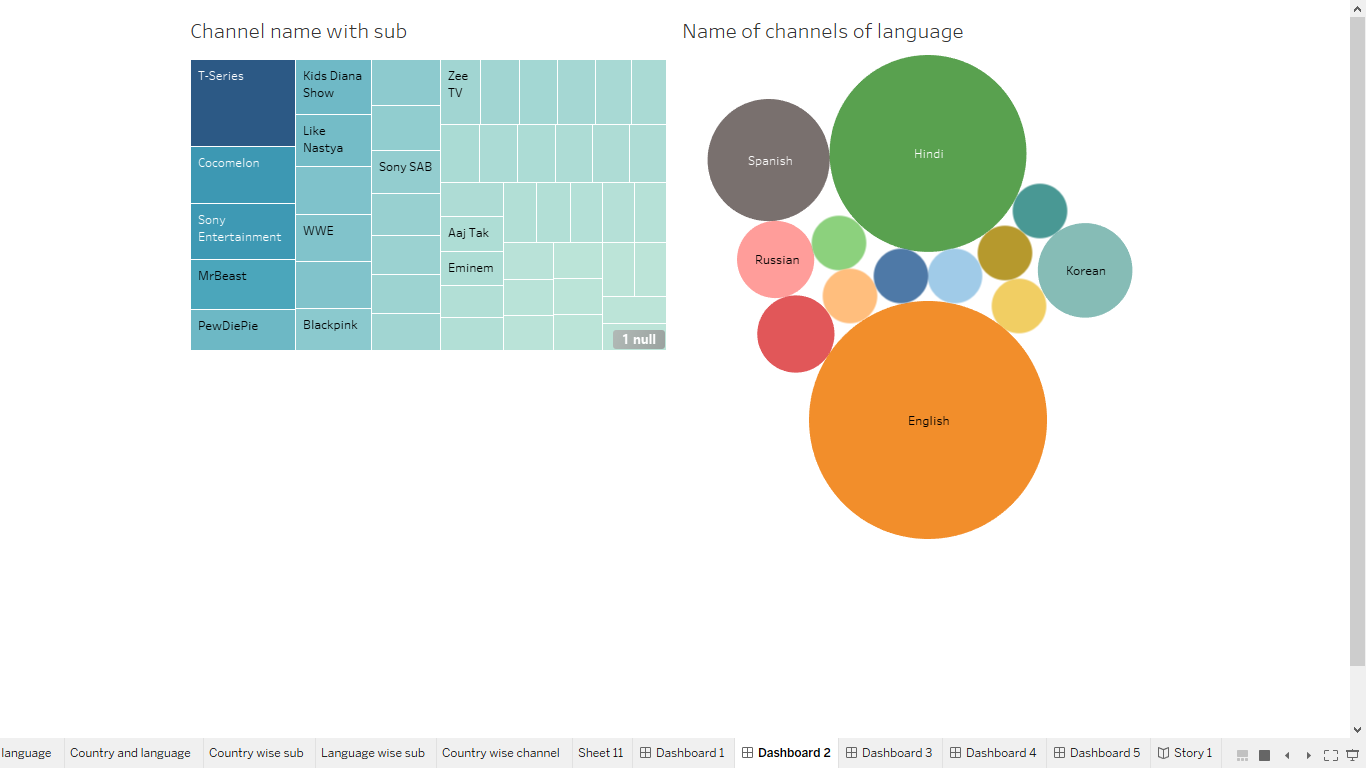 Channel name with sub
Name of channels of language
T-Series
Cocomelon
Sony
Entertainment
MrBeast
PewDiePie
Kids Diana
Show
Like
Nastya
WWE
Blackpink
Sony SAB
Zee
TV
Aaj Tak
Eminem
1 null
Hindi
Spanish
Russian
Korean
English
language
Country and language
Country wise sub
Language wise sub
Country wise channel
Sheet 11
Dashboard 1
Dashboard 2
Dashboard 3
Dashboard 4
Dashboard 5
Story 1